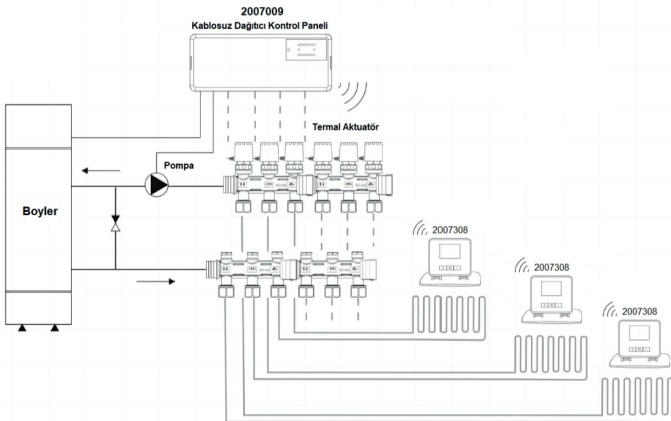 2007009
Kablosuz Dağıtıcı Kontrol Paneli
Termal Aktuatör
Pompa
Boyler
2007308
2007308
2007308